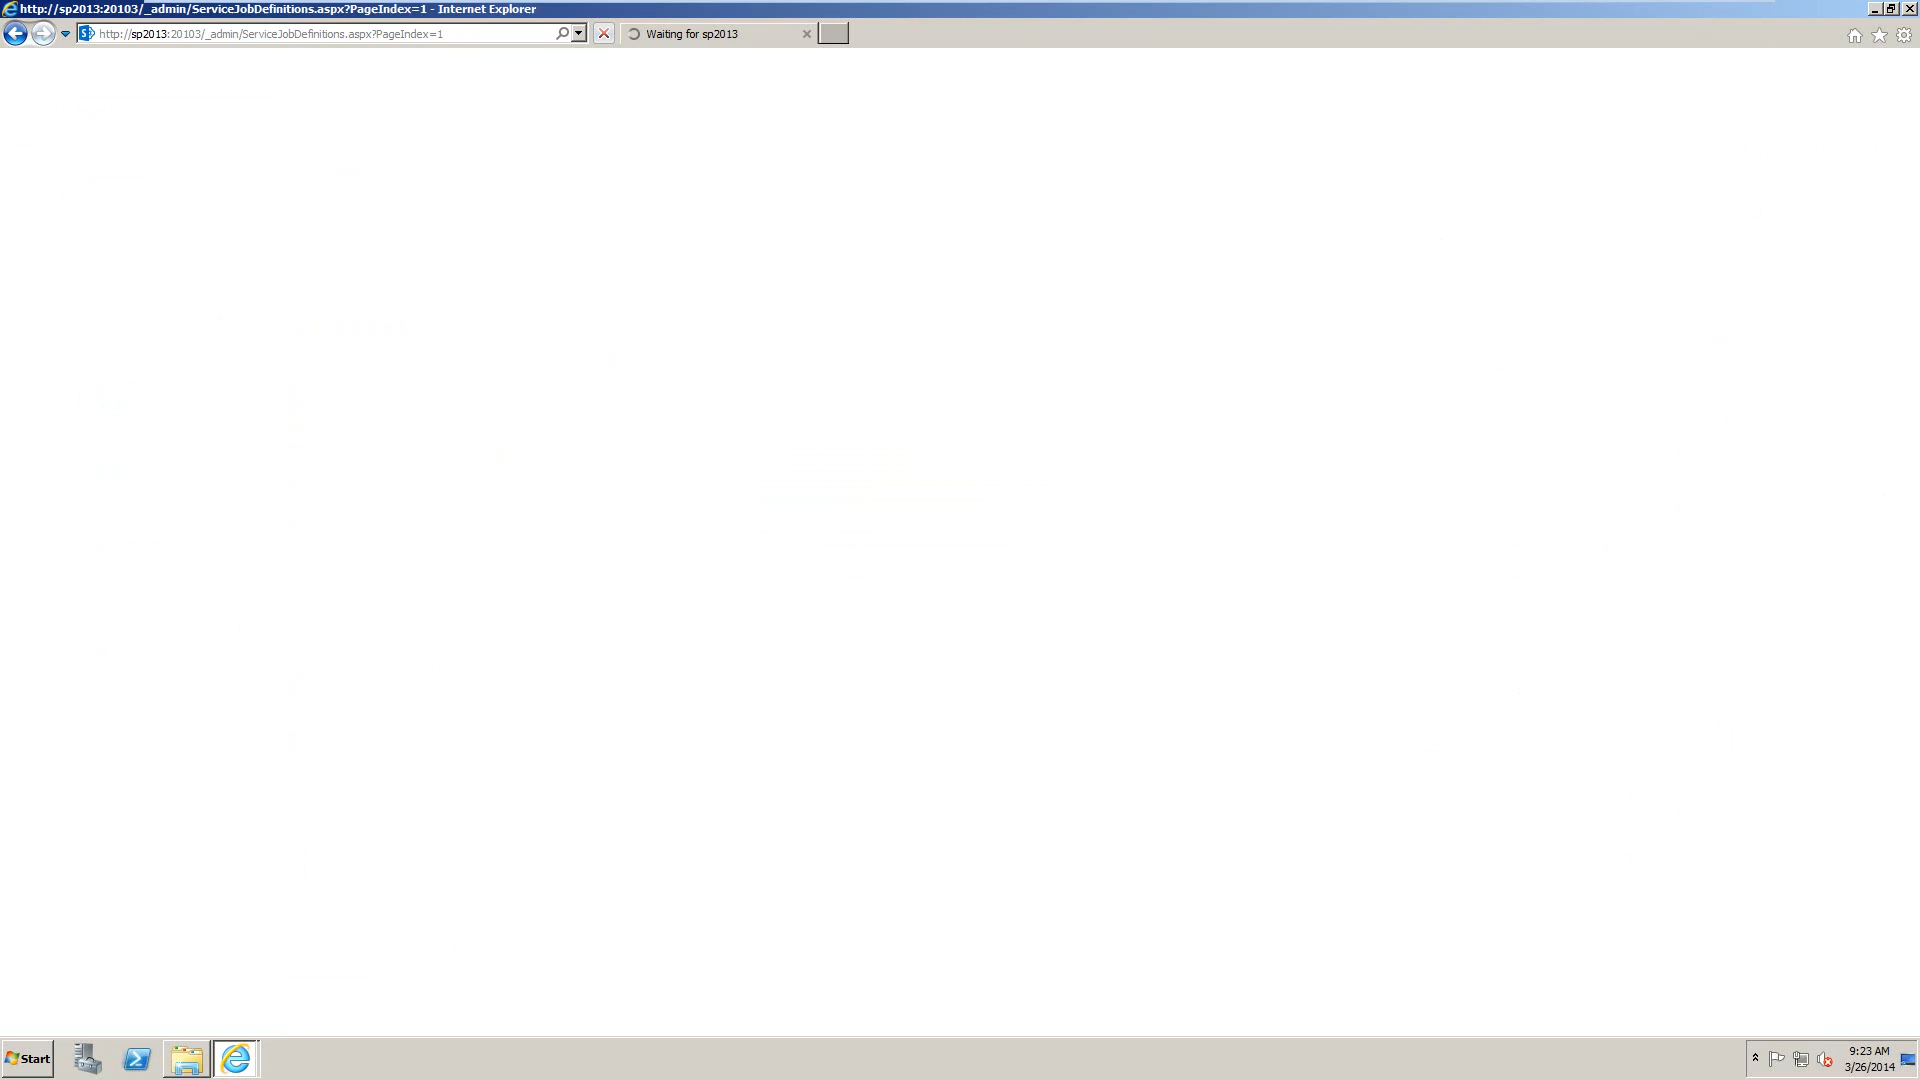 http://sp2013:20103/_admin/ServiceJobDefinitions.aspx?PageIndex=1 - Internet Explorer
http://sp2013:20103/_admin/ServiceJobDefinitions.aspx?PageIndex=1
Waiting for sp2013
Start
9:23 AM
3/26/2014